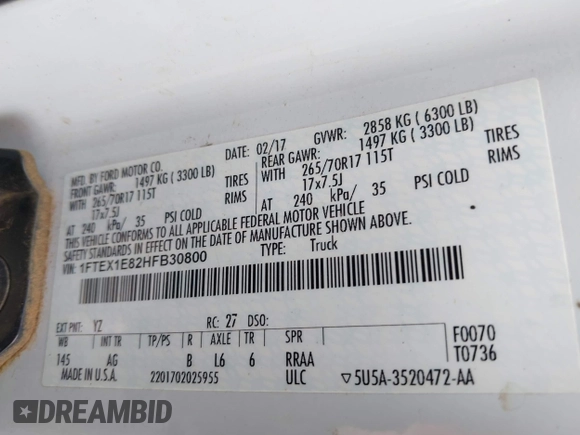 MFD. BY FORD MOTOR CO.
DATE: 02/17 GVWR: 2858 KG ( 6300 LB)
FRONT GAWR: 1497 KG ( 3300 LB)
REAR GAWR: 1497 KG ( 3300 LB)
WITH 265/70R17 115T TIRES
WITH 265/70R17 115T TIRES
17x7.5J RIMS
17x7.5J RIMS
AT 240 kPa/ 35 PSI COLD
AT 240 kPa/ 35 PSI COLD
THIS VEHICLE CONFORMS TO ALL APPLICABLE FEDERAL MOTOR VEHICLE
SAFETY STANDARDS IN EFFECT ON THE DATE OF MANUFACTURE SHOWN ABOVE.
VIN: 1FTEX1E82HFB30800 TYPE: Truck
EXT PNT: YZ RC: 27 DSO:
WB INT TR TP/PS R AXLE TR SPR
145 AG B L6 6 RRAA
F0070
T0736
MADE IN U.S.A. 2201702025955 ULC ▽5U5A-3520472-AA
DREAMBID